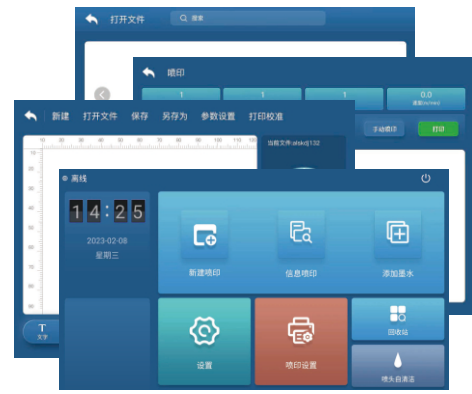 打开文件
搜索
喷印
1
1
1
0.0
手动喷印
打印
新建 打开文件 保存 另存为 参数设置 打印校准
当前文件:alskdj132
文字
离线
14:25
2023-02-08
星期三
新建喷印
信息喷印
添加墨水
设置
喷印设置
回收站
喷头自清洁